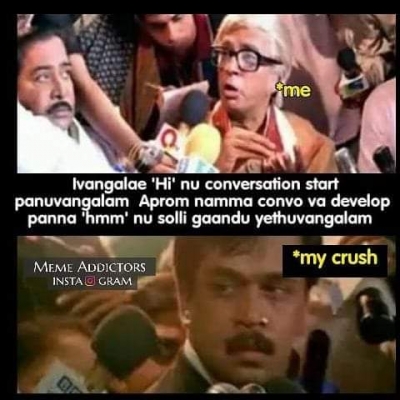 *me
Ivangalae 'Hi' nu conversation start
panuvangalam Aprom namma convo va develop
panna 'hmm' nu solli gaandu yethuvangalam
*my crush
MEME ADDICTORS
INSTA GRAM